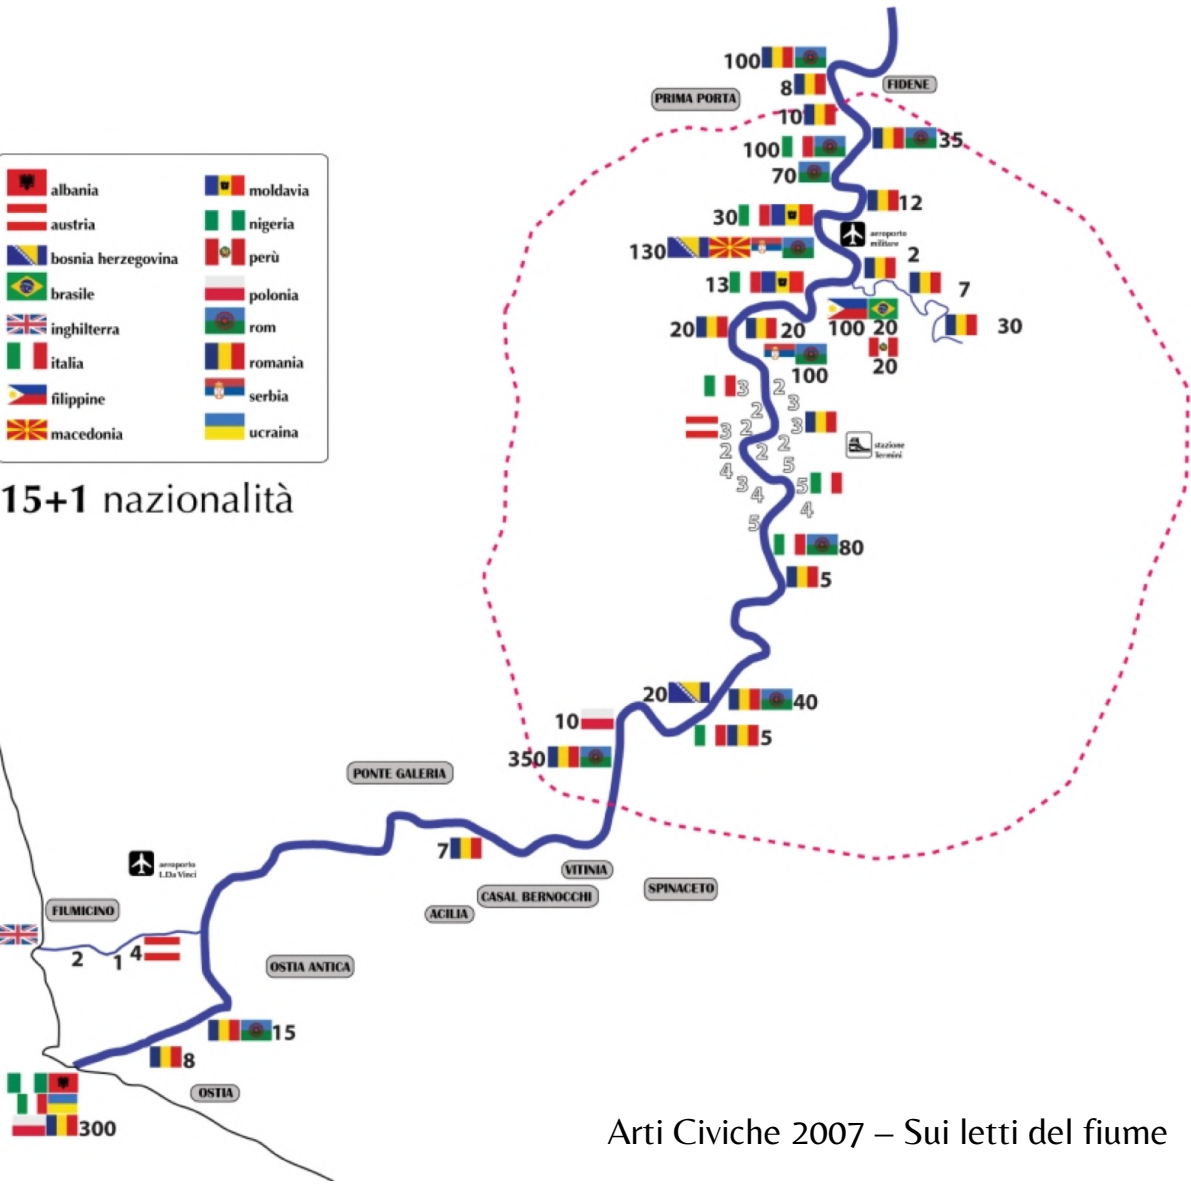 100
8
PRIMA PORTA
FIDENE
10
100
35
70
12
30
aeroporto
militare
130
2
13
7
20
20
100
20
30
100
20
albania
austria
bosnia herzegovina
brasile
inghilterra
italia
filippine
macedonia
moldavia
nigeria
perù
polonia
rom
romania
serbia
ucraina
15+1 nazionalità
3
2
3
2
3
2
3
2
2
2
4
5
3
4
5
4
5
stazione
Termini
80
5
20
40
10
5
350
PONTE GALERIA
7
aeroporto
L.Da Vinci
VITINIA
CASAL BERNOCCHI
SPINACETO
ACILIA
FIUMICINO
2
1
4
OSTIA ANTICA
15
8
OSTIA
300
Arti Civiche 2007 – Sui letti del fiume